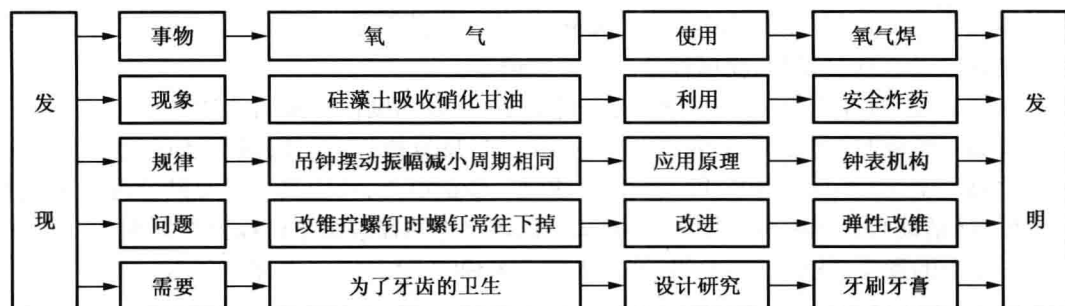 事物 氧 气 使用 氧气焊
发 现象 硅藻土吸收硝化甘油 利用 安全炸药 发
规律 吊钟摆动振幅减小周期相同 应用原理 钟表机构
现 问题 改锥拧螺钉时螺钉常往下掉 改进 弹性改锥 明
需要 为了牙齿的卫生 设计研究 牙刷牙膏